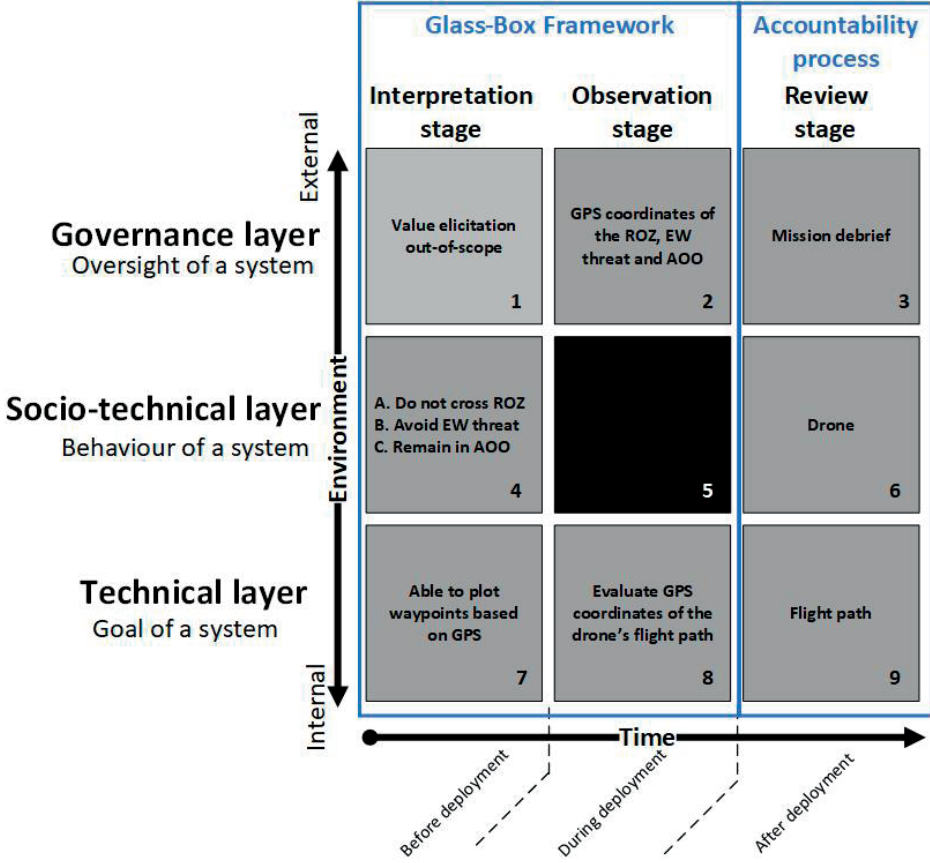 Glass-Box Framework
Accountability
process
Interpretation
stage
Observation
stage
Review
stage
External
Governance layer
Oversight of a system
Value elicitation
out-of-scope
1
GPS coordinates of
the ROZ, EW
threat and AOO
2
Mission debrief
3
Environment
Socio-technical layer
Behaviour of a system
A. Do not cross ROZ
B. Avoid EW threat
C. Remain in AOO
4
5
Drone
6
Technical layer
Goal of a system
Able to plot
waypoints based
on GPS
7
Evaluate GPS
coordinates of the
drone's flight path
8
Flight path
9
Internal
Time
Before deployment
During deployment
After deployment